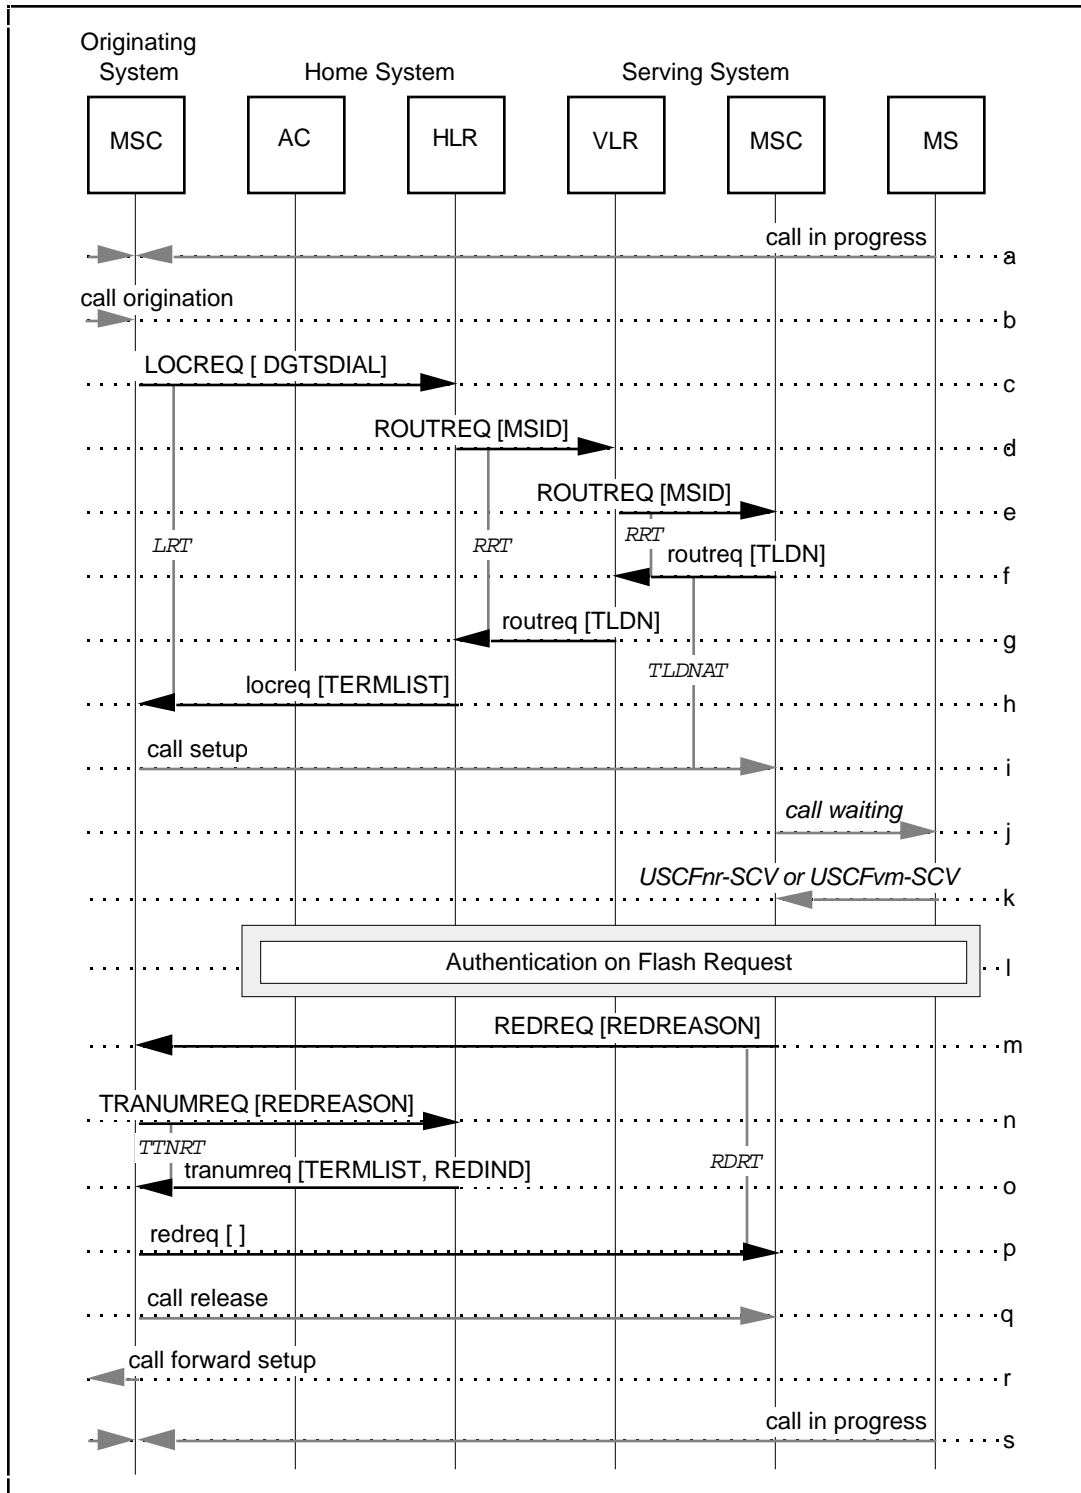 Originating
System
Home System
Serving System
MSC
AC
HLR
VLR
MSC
MS
call in progress
a
call origination
b
LOCREQ [ DGTSDIAL]
c
ROUTREQ [MSID]
d
ROUTREQ [MSID]
e
LRT
RRT
RRT
routreq [TLDN]
f
routreq [TLDN]
g
TLDNAT
locreq [TERMLIST]
h
call setup
i
call waiting
j
USCFnr-SCV or USCFvm-SCV
k
Authentication on Flash Request
l
REDREQ [REDREASON]
m
TRANUMREQ [REDREASON]
n
TTNRT
RDRT
tranumreq [TERMLIST, REDIND]
o
redreq [ ]
p
call release
q
call forward setup
r
call in progress
s